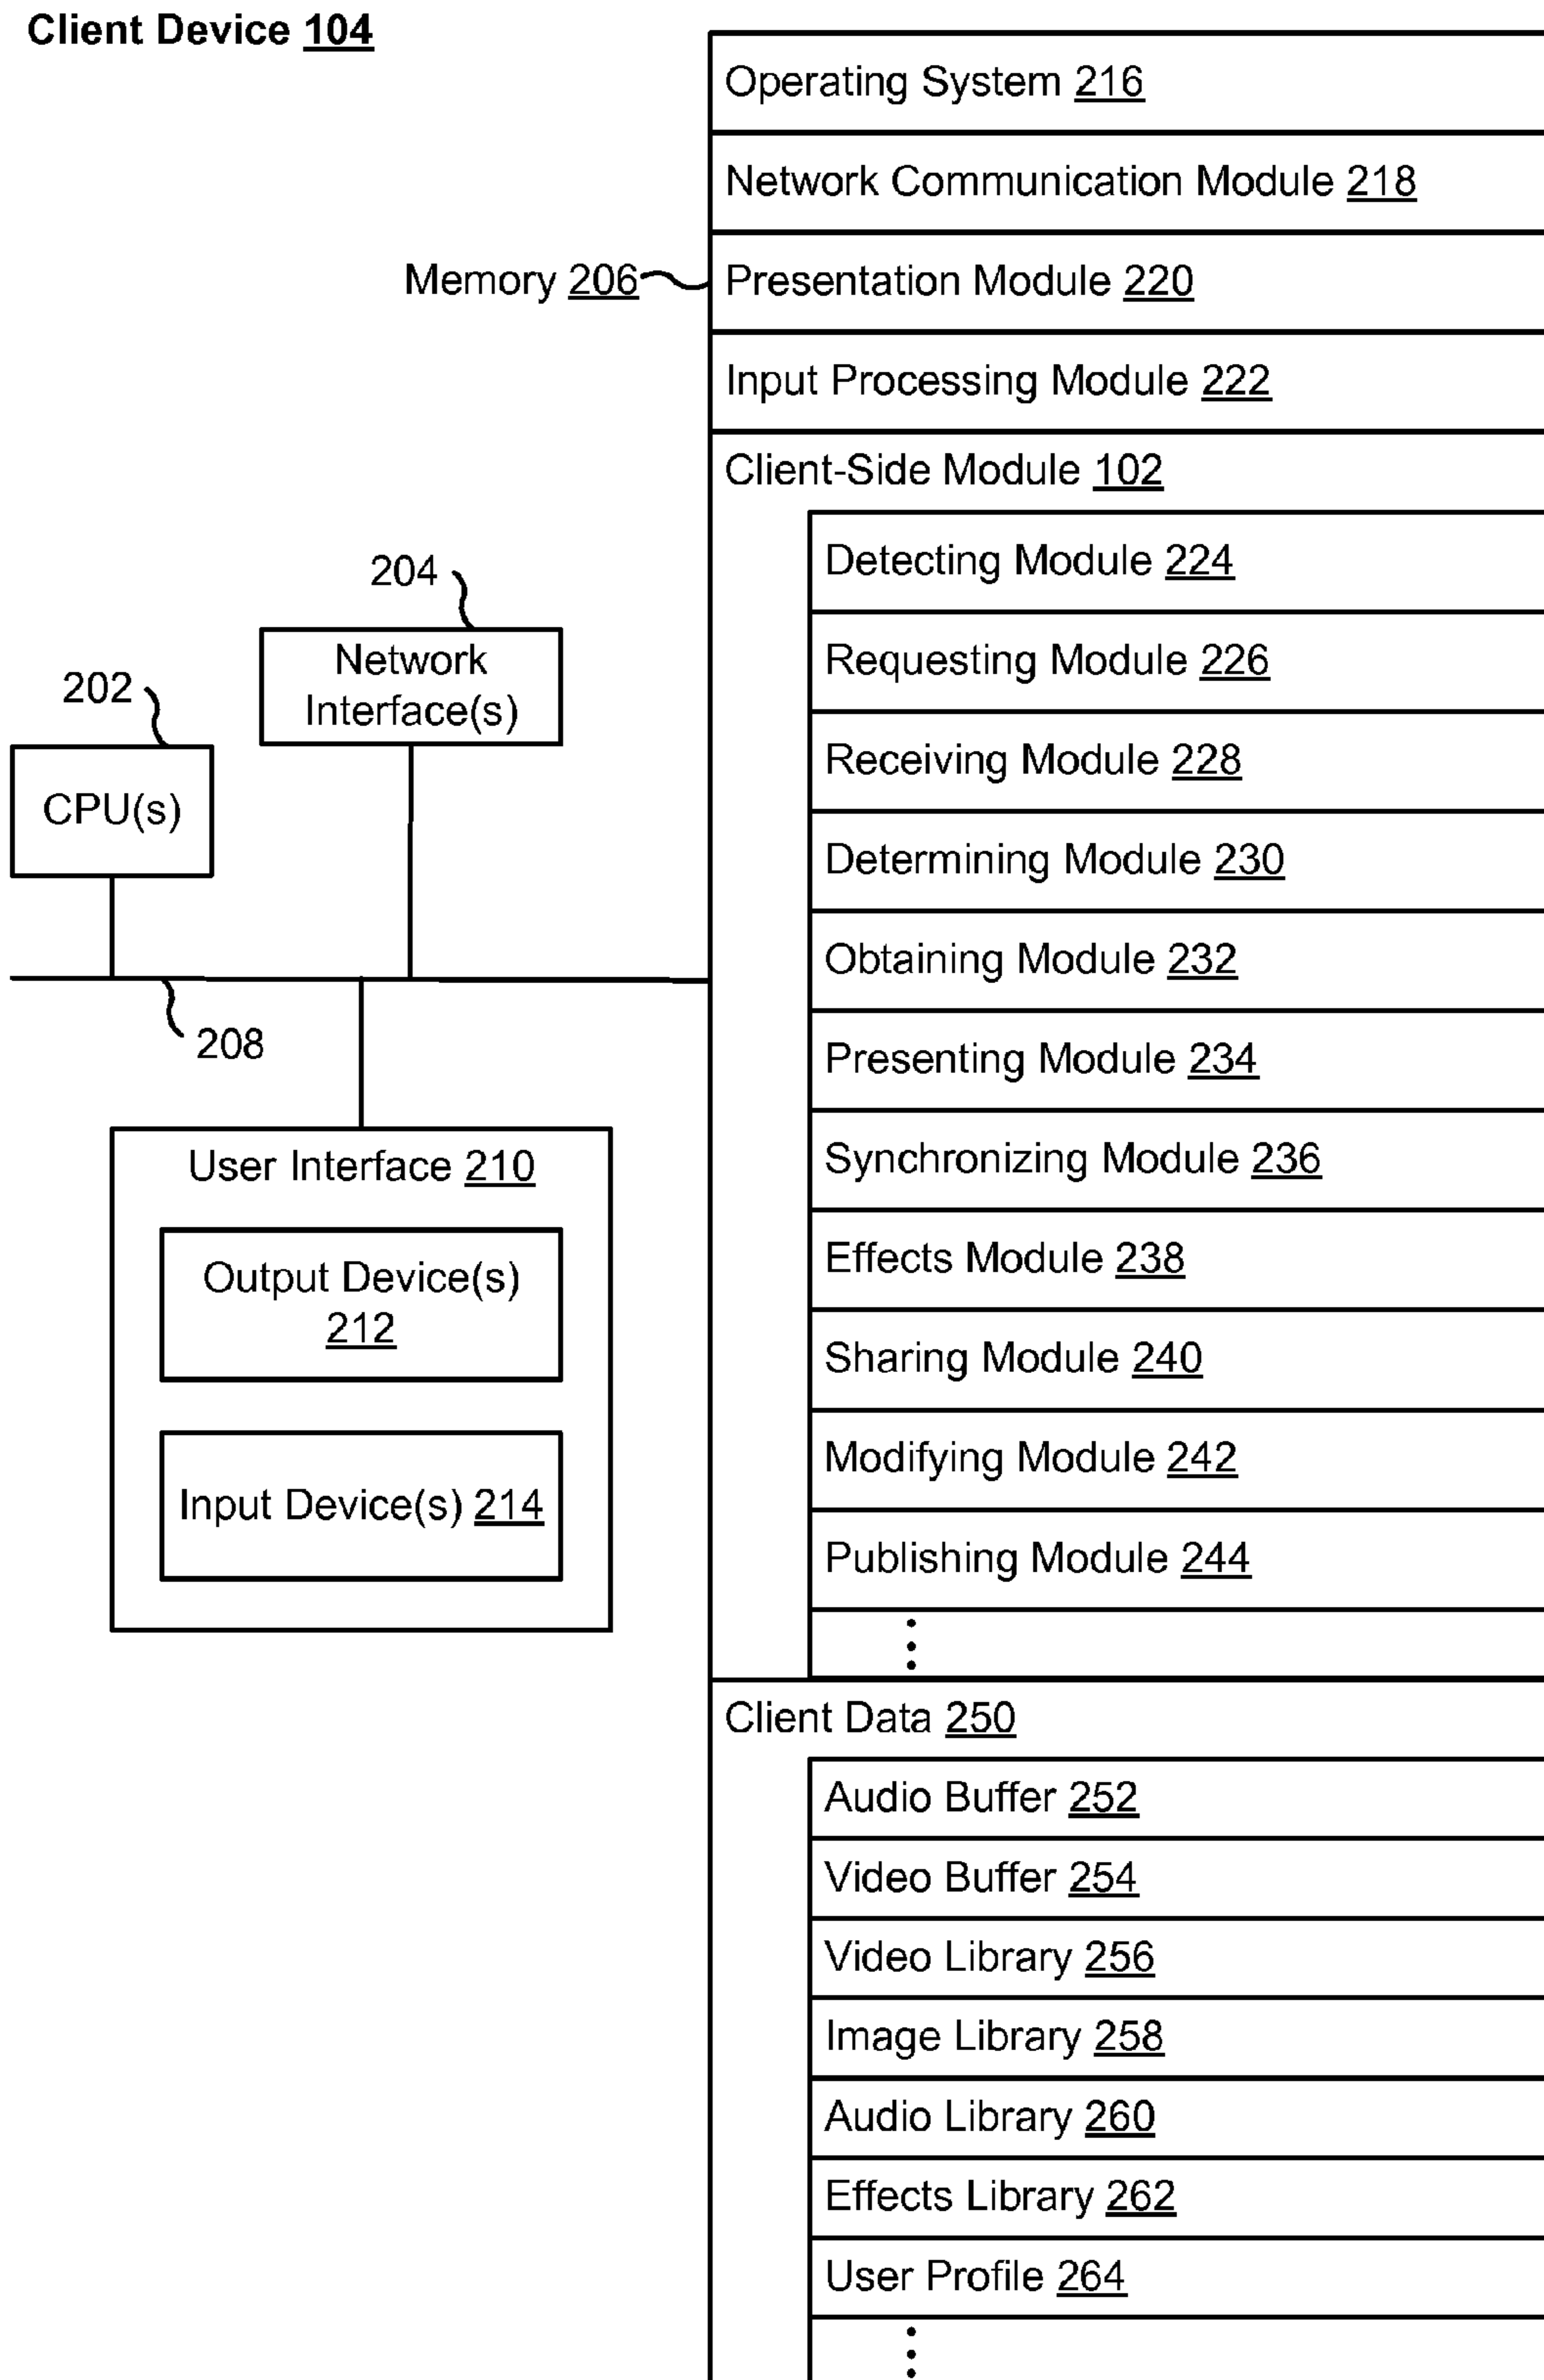 Client Device 104
Operating System 216
Network Communication Module 218
Memory 206
Presentation Module 220
Input Processing Module 222
Client-Side Module 102
Detecting Module 224
Requesting Module 226
Receiving Module 228
Determining Module 230
Obtaining Module 232
Presenting Module 234
Synchronizing Module 236
Effects Module 238
Sharing Module 240
Modifying Module 242
Publishing Module 244
Client Data 250
Audio Buffer 252
Video Buffer 254
Video Library 256
Image Library 258
Audio Library 260
Effects Library 262
User Profile 264
204
Network
Interface(s)
202
CPU(s)
208
User Interface 210
Output Device(s)
212
Input Device(s) 214